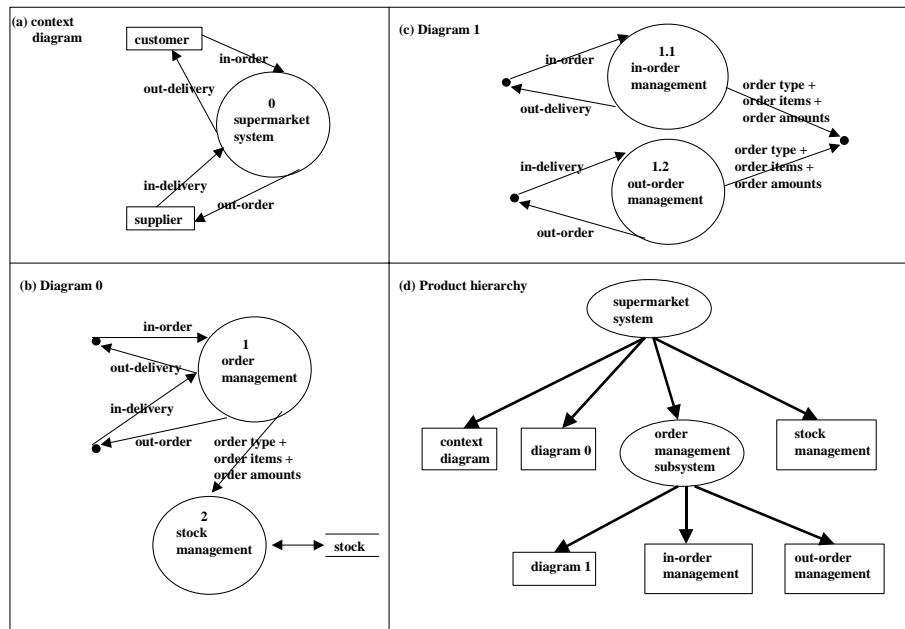 (a) context
diagram
customer
in-order
out-delivery
0
supermarket
system
in-delivery
out-order
supplier
(c) Diagram 1
in-order
1.1
in-order
management
out-delivery
order type +
order items +
order amounts
in-delivery
1.2
out-order
management
order type +
order items +
order amounts
out-order
(b) Diagram 0
in-order
1
order
management
out-delivery
in-delivery
out-order
order type +
order items +
order amounts
2
stock
management
stock
(d) Product hierarchy
supermarket
system
context
diagram
diagram 0
order
management
subsystem
stock
management
diagram 1
in-order
management
out-order
management